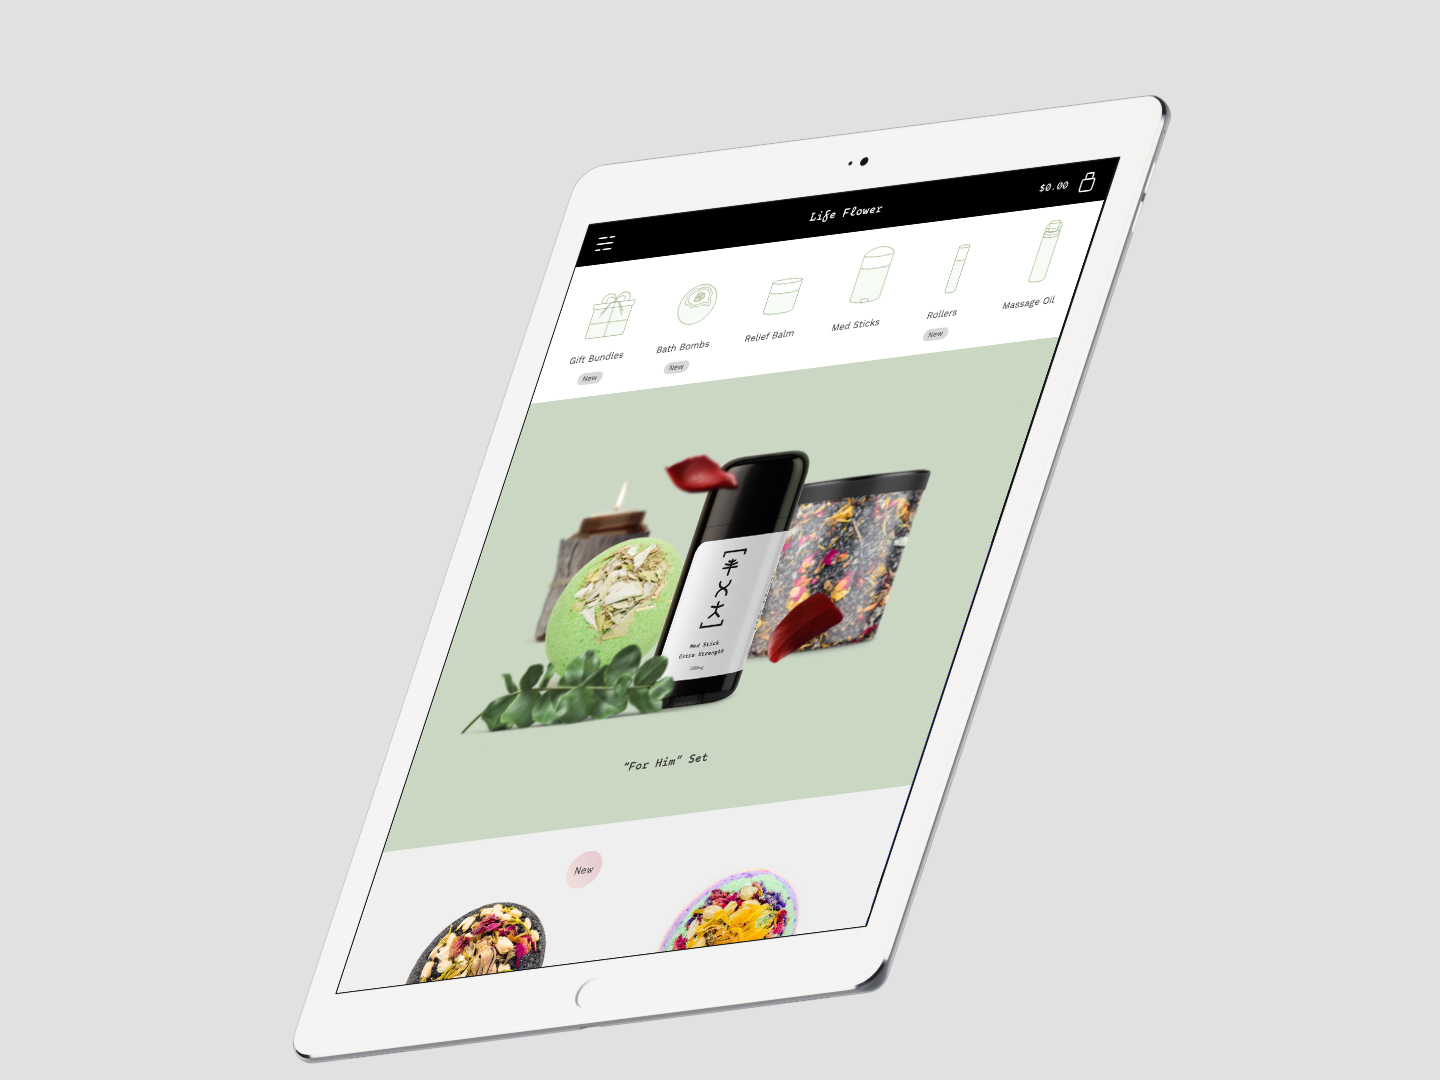 Life Flower
$0.00
Gift Bundles
New
Bath Bombs
New
Relief Balm
Med Sticks
Rollers
New
Massage Oil
Med Stick
Extra Strength
200mg
"For Him" Set
New